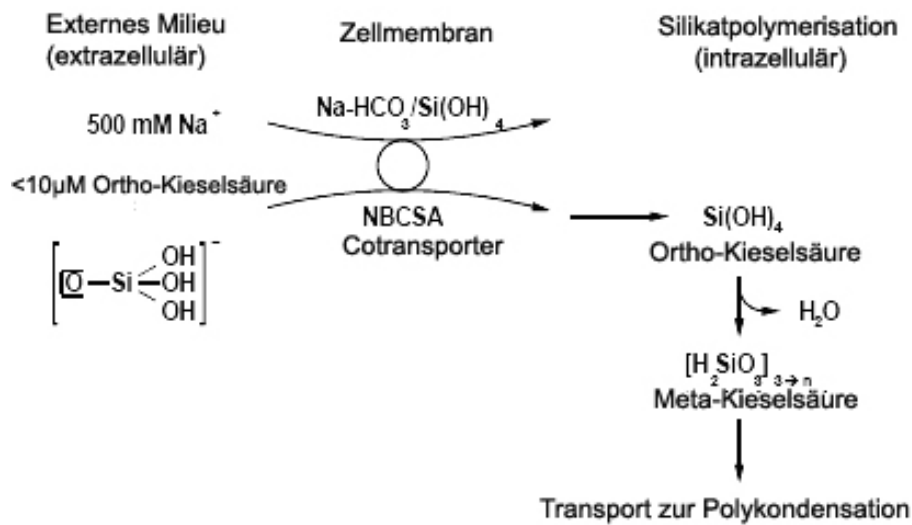 Externes Milieu
(extrazellulär)
Zellmembran
Silikatpolymerisation
(intrazellulär)
500 mM Na⁺
Na-HCO₃/Si(OH)₄
<10µM Ortho-Kieselsäure
NBCSA
Cotransporter
Si(OH)₄
Ortho-Kieselsäure
[O–Si OH OH OH]⁻
H₂O
[H₂SiO₃]₃→n
Meta-Kieselsäure
Transport zur Polykondensation